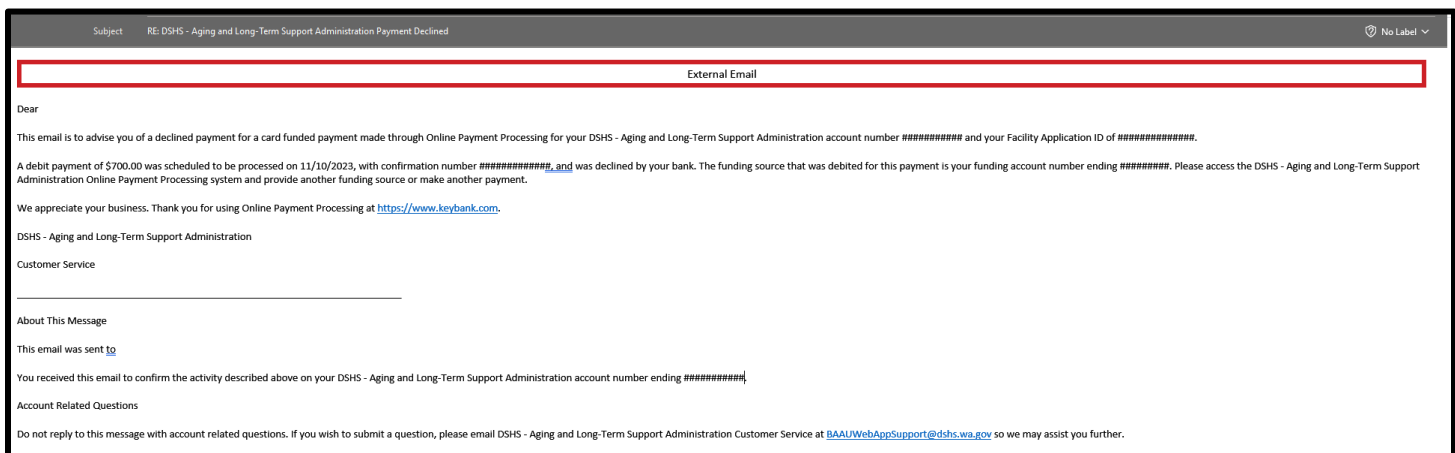 Subject RE: DSHS - Aging and Long-Term Support Administration Payment Declined No Label
External Email
Dear
This email is to advise you of a declined payment for a card funded payment made through Online Payment Processing for your DSHS - Aging and Long-Term Support Administration account number ########### and your Facility Application ID of ##############.
A debit payment of $700.00 was scheduled to be processed on 11/10/2023, with confirmation number #############, and was declined by your bank. The funding source that was debited for this payment is your funding account number ending #########. Please access the DSHS - Aging and Long-Term Support
Administration Online Payment Processing system and provide another funding source or make another payment.
We appreciate your business. Thank you for using Online Payment Processing at https://www.keybank.com.
DSHS - Aging and Long-Term Support Administration
Customer Service
About This Message
This email was sent to
You received this email to confirm the activity described above on your DSHS - Aging and Long-Term Support Administration account number ending ###########.
Account Related Questions
Do not reply to this message with account related questions. If you wish to submit a question, please email DSHS - Aging and Long-Term Support Administration Customer Service at BAAUWebAppSupport@dshs.wa.gov so we may assist you further.